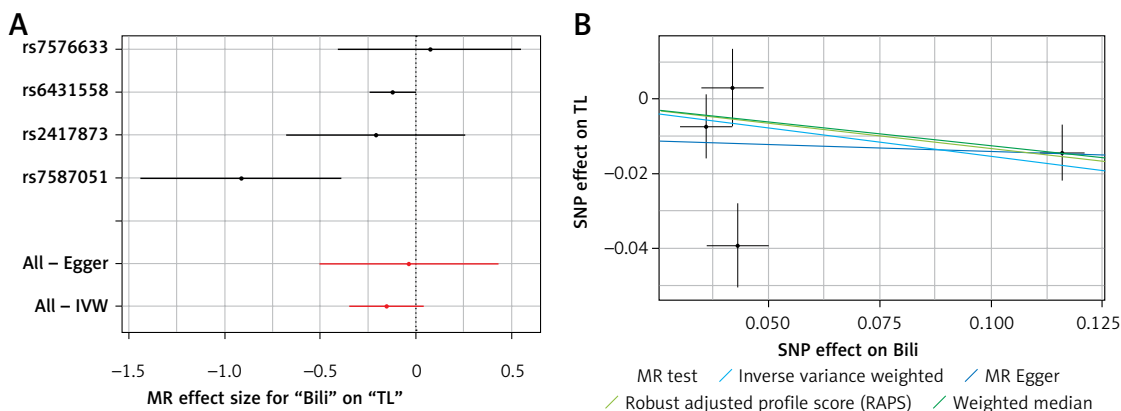 A
rs7576633
rs6431558
rs2417873
rs7587051
All – Egger
All – IVW
−1.5 −1.0 −0.5 0 0.5
MR effect size for “Bili” on “TL”
B
SNP effect on TL
0
−0.02
−0.04
0.050 0.075 0.100 0.125
SNP effect on Bili
MR test Inverse variance weighted MR Egger
Robust adjusted profile score (RAPS) Weighted median